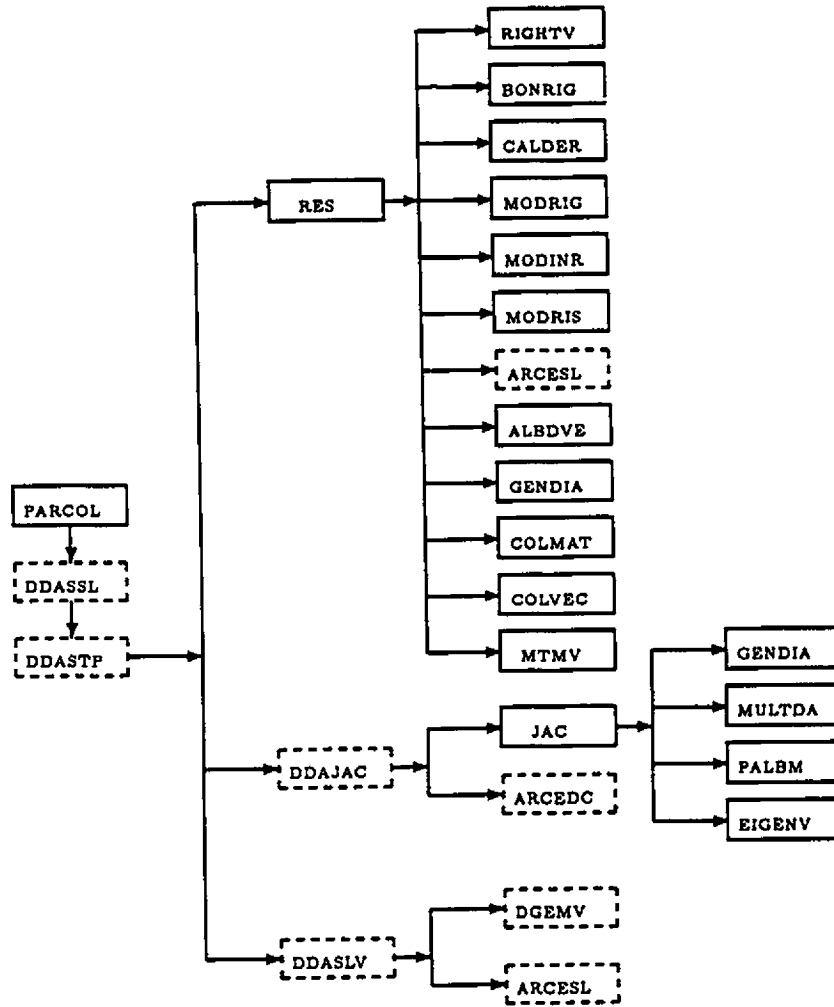 RIGHTV
BONRIG
CALDER
RES
MODRIG
MODINR
MODRIS
ARCESL
ALBDVE
GENDIA
PARCOL
COLMAT
DDASSL
COLVEC
DDASTP
MTMV
GENDIA
MULTDA
JAC
DDAJAC
PALBM
ARCEDC
EIGENV
DGEMV
DDASLV
ARCESL